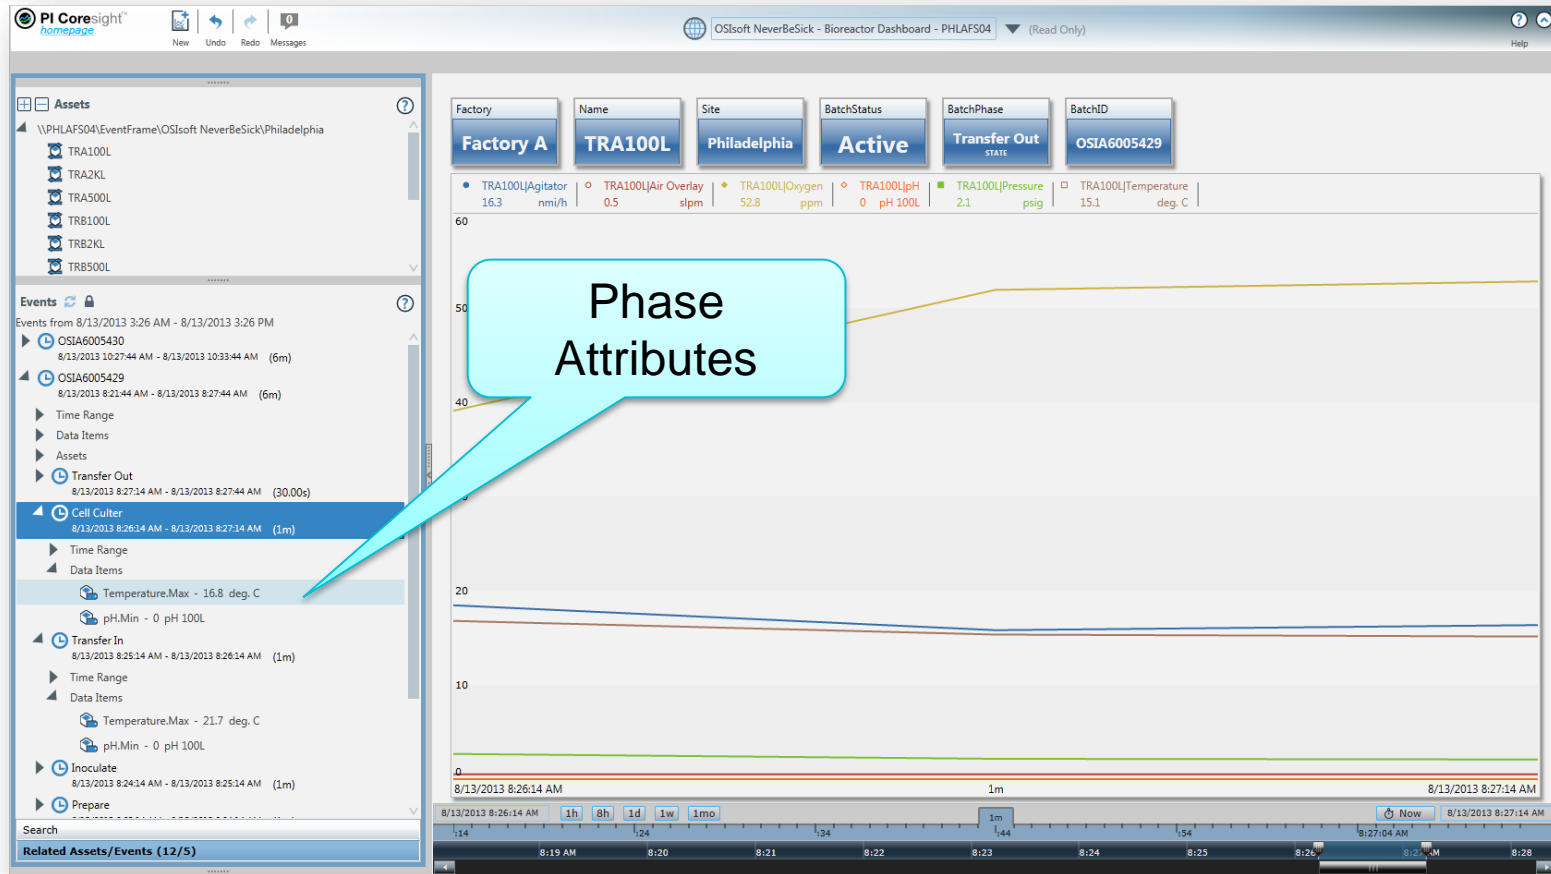 PI Coresight™
homepage
New Undo Redo Messages
0
OSIsoft NeverBeSick - Bioreactor Dashboard - PHLAFS04 (Read Only)
? Help
Assets ?
\\PHLAFS04\EventFrame\OSIsoft NeverBeSick\Philadelphia
TRA100L
TRA2KL
TRA500L
TRB100L
TRB2KL
TRB500L
Events ?
Events from 8/13/2013 3:26 AM - 8/13/2013 3:26 PM
OSIA6005430
8/13/2013 10:27:44 AM - 8/13/2013 10:33:44 AM (6m)
OSIA6005429
8/13/2013 8:21:44 AM - 8/13/2013 8:27:44 AM (6m)
Time Range
Data Items
Assets
Transfer Out
8/13/2013 8:27:14 AM - 8/13/2013 8:27:44 AM (30.00s)
Cell Culter
8/13/2013 8:26:14 AM - 8/13/2013 8:27:14 AM (1m)
Time Range
Data Items
Temperature.Max - 16.8 deg. C
pH.Min - 0 pH 100L
Transfer In
8/13/2013 8:25:14 AM - 8/13/2013 8:26:14 AM (1m)
Time Range
Data Items
Temperature.Max - 21.7 deg. C
pH.Min - 0 pH 100L
Inoculate
8/13/2013 8:24:14 AM - 8/13/2013 8:25:14 AM (1m)
Prepare
Search
Related Assets/Events (12/5)
Factory Name Site BatchStatus BatchPhase BatchID
Factory A TRA100L Philadelphia Active Transfer Out OSIA6005429
STATE
TRA100L|Agitator TRA100L|Air Overlay TRA100L|Oxygen TRA100L|pH TRA100L|Pressure TRA100L|Temperature
16.3 nmi/h 0.5 slpm 52.8 ppm 0 pH 100L 2.1 psig 15.1 deg. C
60
Phase
Attributes
50
40
20
10
0
8/13/2013 8:26:14 AM 1m 8/13/2013 8:27:14 AM
8/13/2013 8:26:14 AM 1h 8h 1d 1w 1mo 1m Now 8/13/2013 8:27:14 AM
:14 :24 :34 :44 :54 8:27:04 AM
8:19 AM 8:20 8:21 8:22 8:23 8:24 8:25 8:26 8:27 AM 8:28